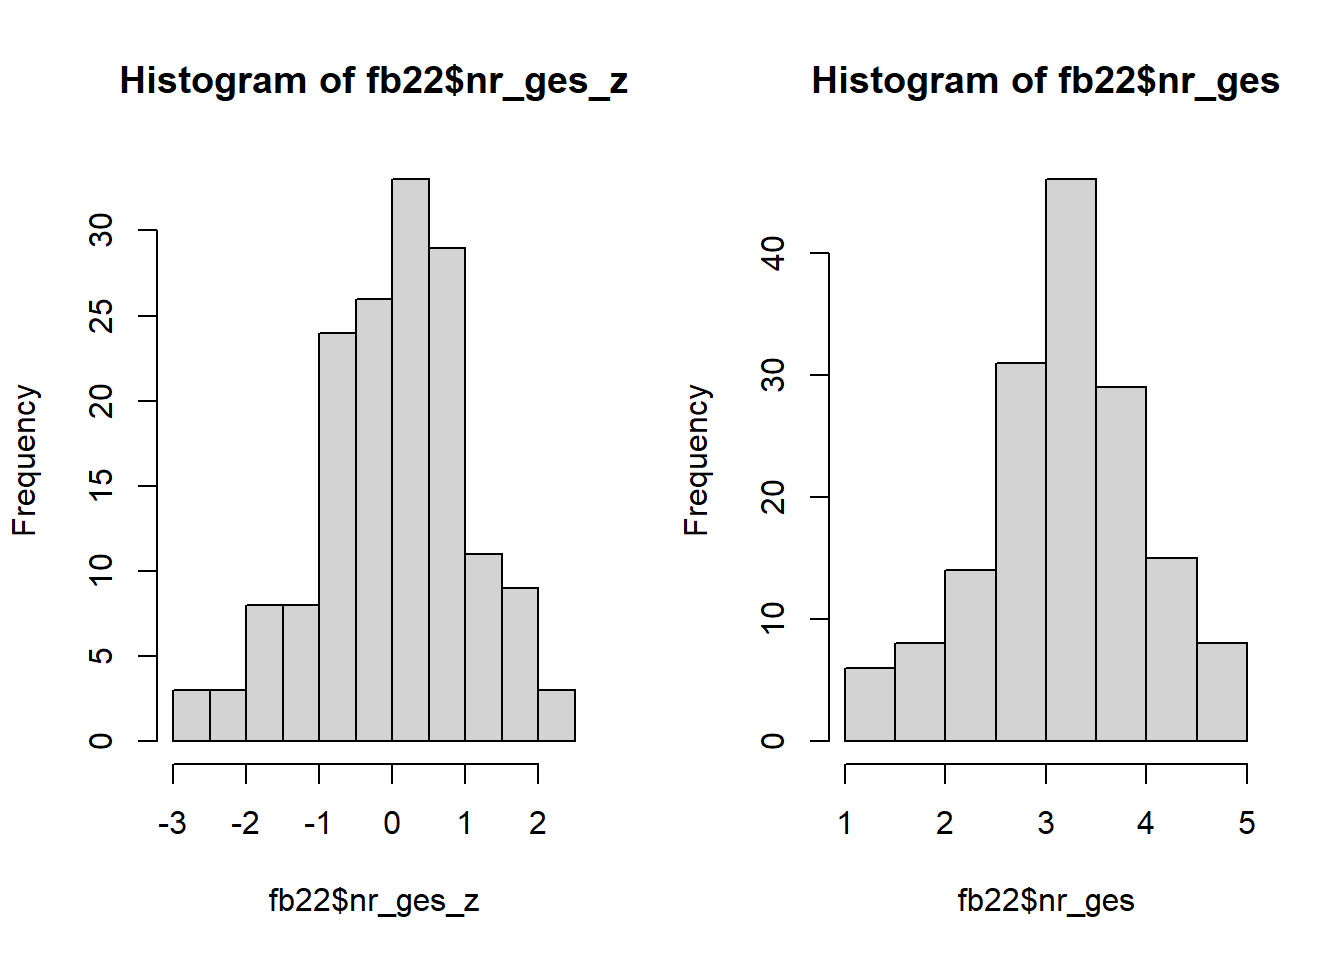 Histogram of fb22$nr_ges_z
Frequency
30
25
20
15
10
5
0
-3 -2 -1 0 1 2
fb22$nr_ges_z
Histogram of fb22$nr_ges
Frequency
40
30
20
10
0
1 2 3 4 5
fb22$nr_ges